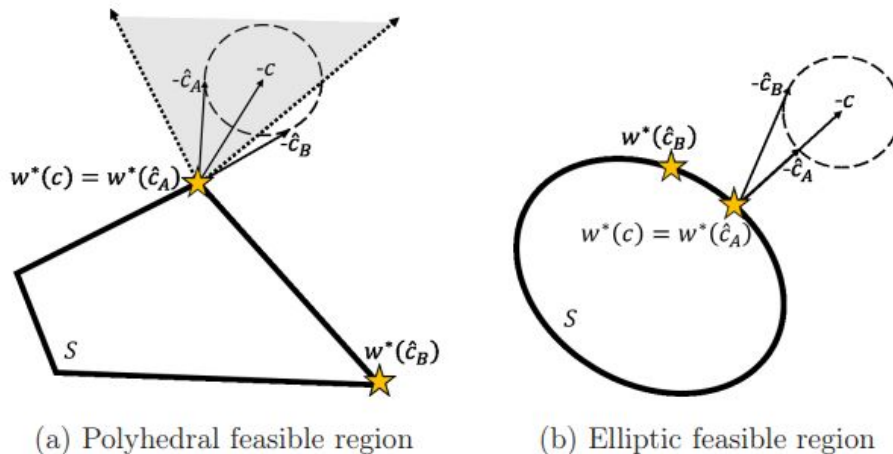 -ĉ_A
-c
-ĉ_B
w*(c) = w*(ĉ_A)
S
w*(ĉ_B)
(a) Polyhedral feasible region
-ĉ_B
-c
w*(ĉ_B)
-ĉ_A
w*(c) = w*(ĉ_A)
S
(b) Elliptic feasible region